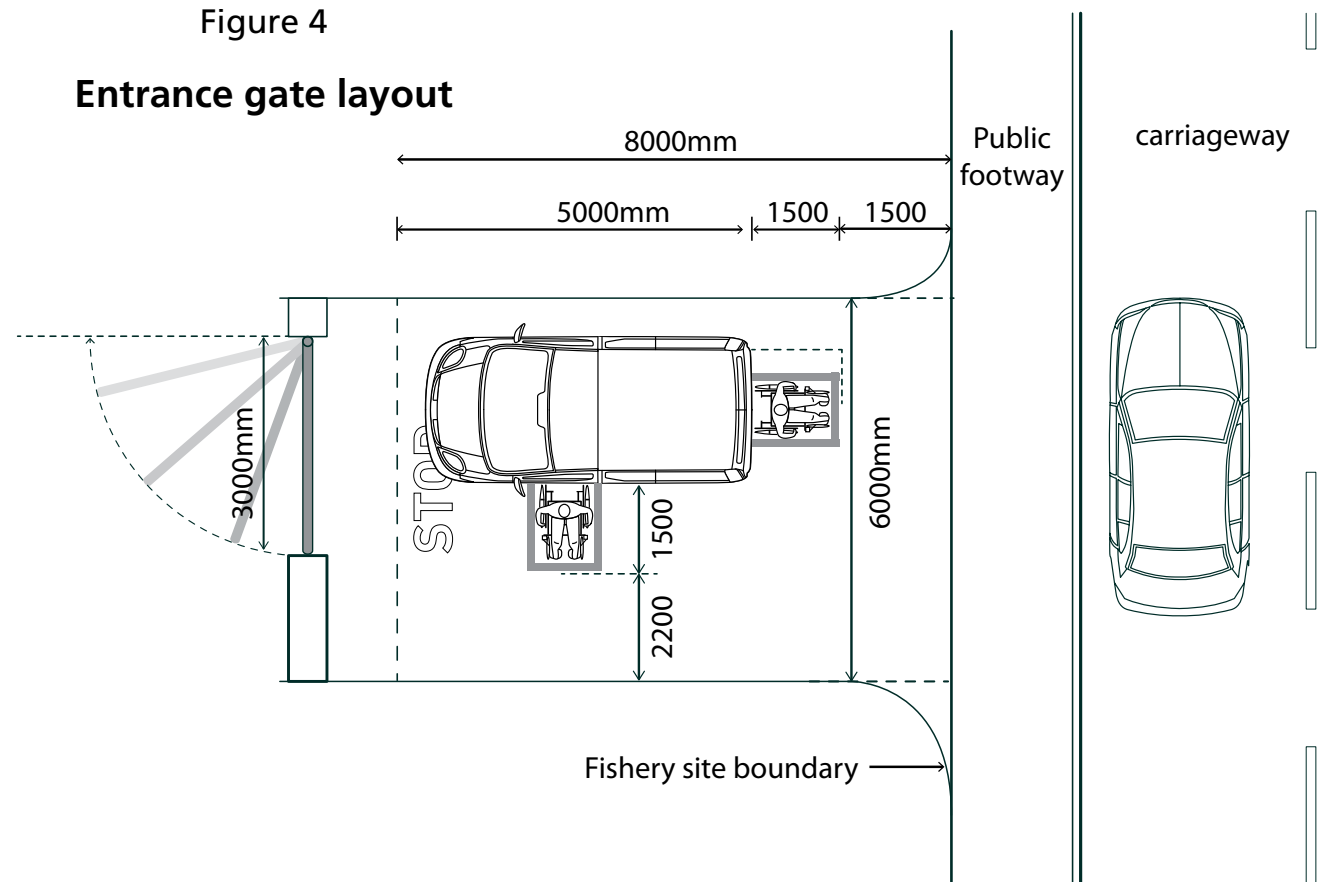 Figure 4
Entrance gate layout
8000mm
Public
footway
carriageway
5000mm
1500
1500
3000mm
STOP
1500
2200
6000mm
Fishery site boundary